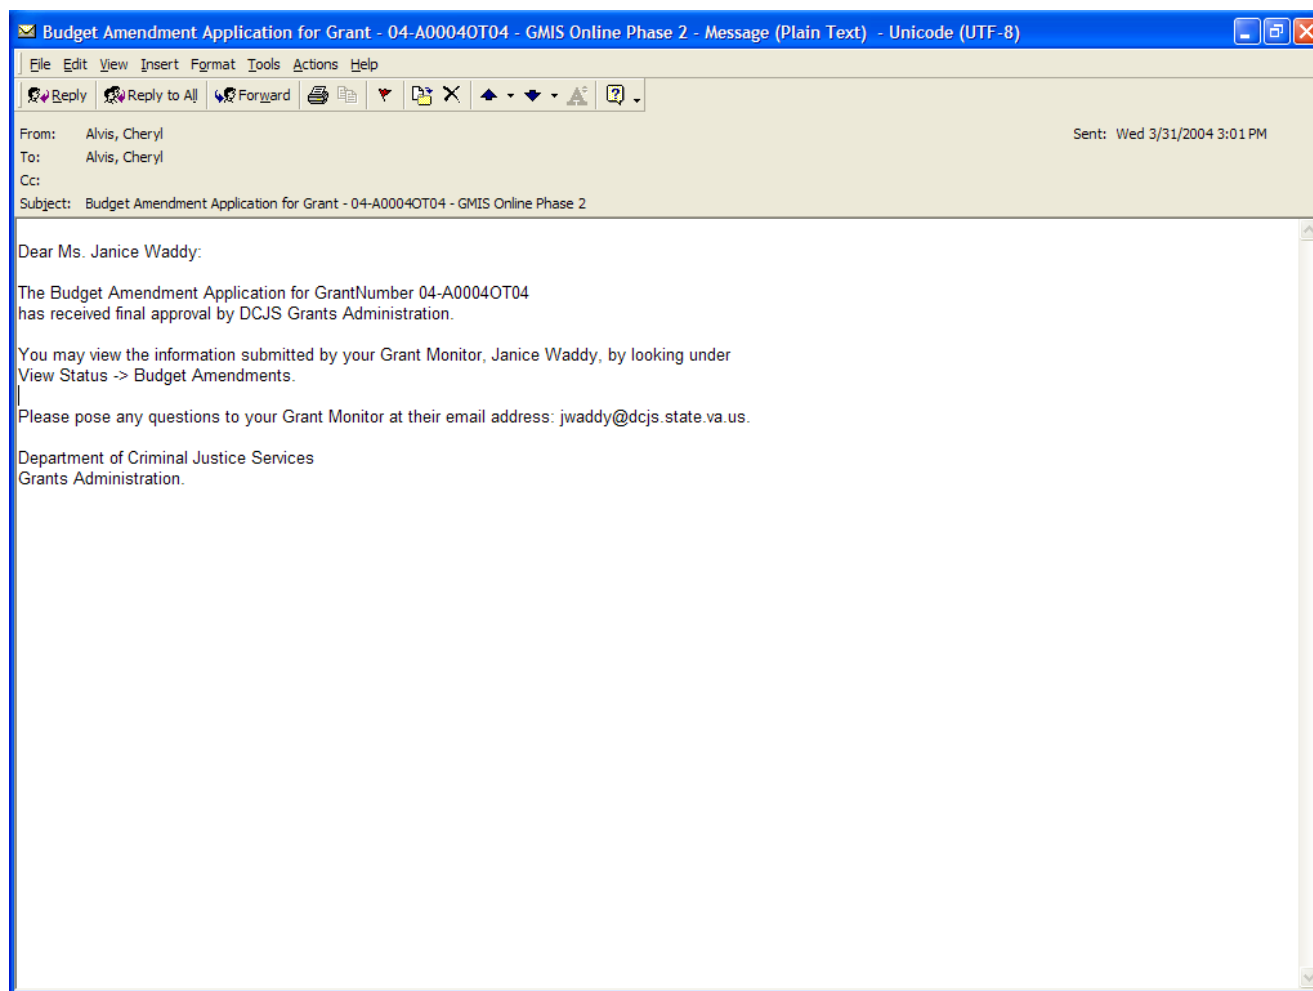 Budget Amendment Application for Grant - 04-A0004OT04 - GMIS Online Phase 2 - Message (Plain Text) - Unicode (UTF-8)
File Edit View Insert Format Tools Actions Help
Reply Reply to All Forward
From: Alvis, Cheryl Sent: Wed 3/31/2004 3:01 PM
To: Alvis, Cheryl
Cc:
Subject: Budget Amendment Application for Grant - 04-A0004OT04 - GMIS Online Phase 2
Dear Ms. Janice Waddy:
The Budget Amendment Application for GrantNumber 04-A0004OT04
has received final approval by DCJS Grants Administration.
You may view the information submitted by your Grant Monitor, Janice Waddy, by looking under
View Status -> Budget Amendments.
Please pose any questions to your Grant Monitor at their email address: jwaddy@dcjs.state.va.us.
Department of Criminal Justice Services
Grants Administration.